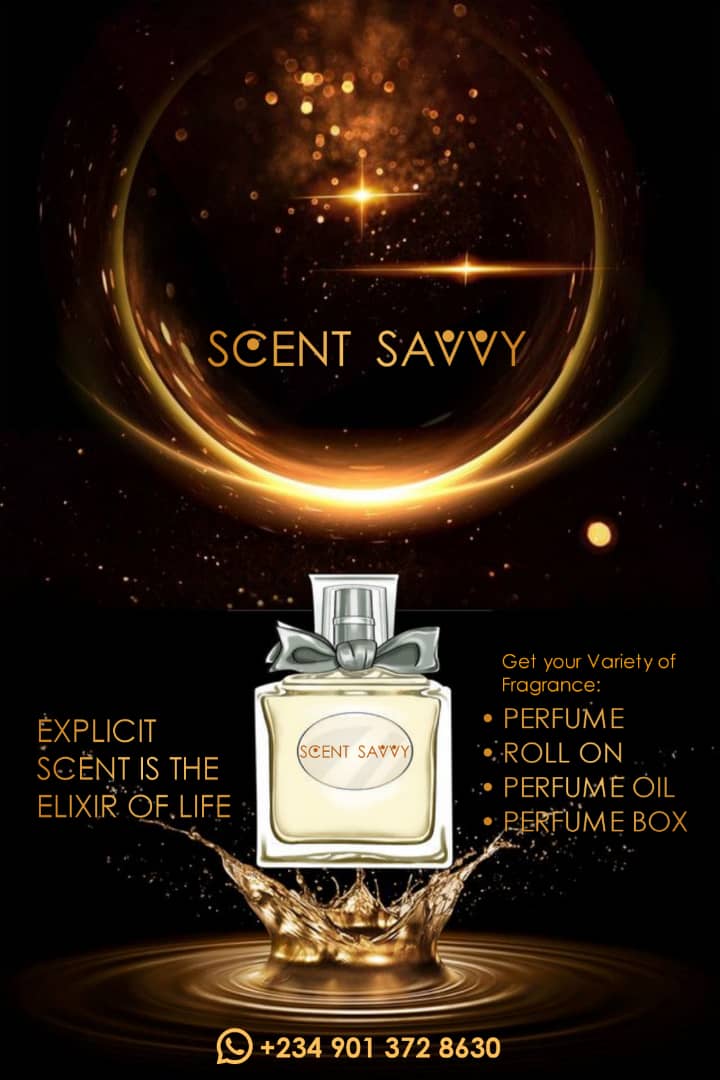 SCENT SAVVY
EXPLICIT
SCENT IS THE
ELIXIR OF LIFE
SCENT SAVVY
Get your Variety of
Fragrance:
• PERFUME
• ROLL ON
• PERFUME OIL
• PERFUME BOX
+234 901 372 8630